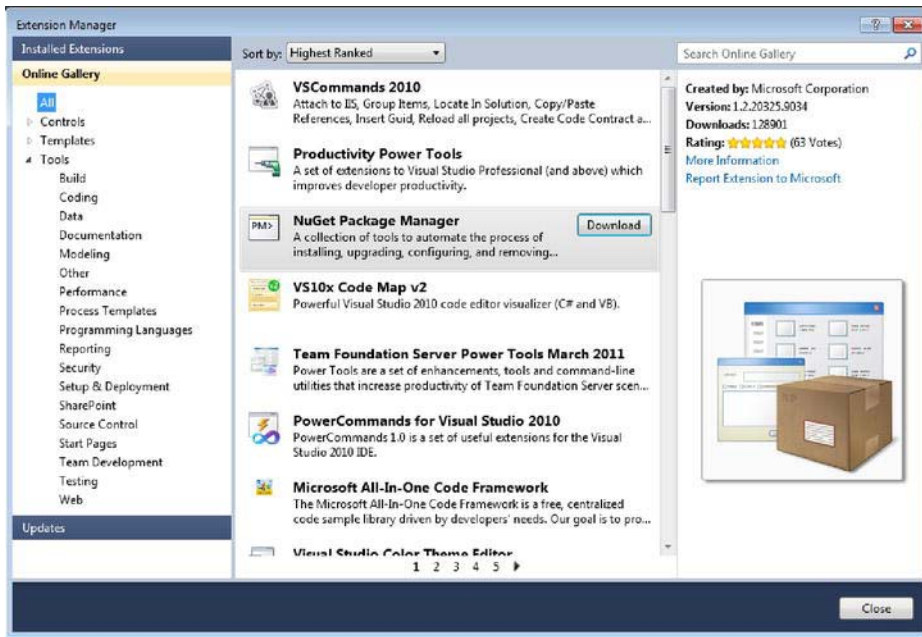 Extension Manager
Installed Extensions
Online Gallery
All
Controls
Templates
Tools
Build
Coding
Data
Documentation
Modeling
Other
Performance
Process Templates
Programming Languages
Reporting
Security
Setup & Deployment
SharePoint
Source Control
Start Pages
Team Development
Testing
Web
Updates
Sort by: Highest Ranked
VSCommands 2010
Attach to IIS, Group Items, Locate In Solution, Copy/Paste
References, Insert Guid, Reload all projects, Create Code Contract a...
Productivity Power Tools
A set of extensions to Visual Studio Professional (and above) which
improves developer productivity.
PM>
NuGet Package Manager
Download
A collection of tools to automate the process of
installing, upgrading, configuring, and removing...
VS10x Code Map v2
Powerful Visual Studio 2010 code editor visualizer (C# and VB).
Team Foundation Server Power Tools March 2011
Power Tools are a set of enhancements, tools and command-line
utilities that increase productivity of Team Foundation Server scen...
PowerCommands for Visual Studio 2010
PowerCommands 1.0 is a set of useful extensions for the Visual
Studio 2010 IDE.
Microsoft All-In-One Code Framework
The Microsoft All-In-One Code Framework is a free, centralized
code sample library driven by developers' needs. Our goal is to pro...
Visual Studio Color Theme Editor
1 2 3 4 5
Search Online Gallery
Created by: Microsoft Corporation
Version: 1.2.20325.9034
Downloads: 128901
Rating: (63 Votes)
More Information
Report Extension to Microsoft
Close